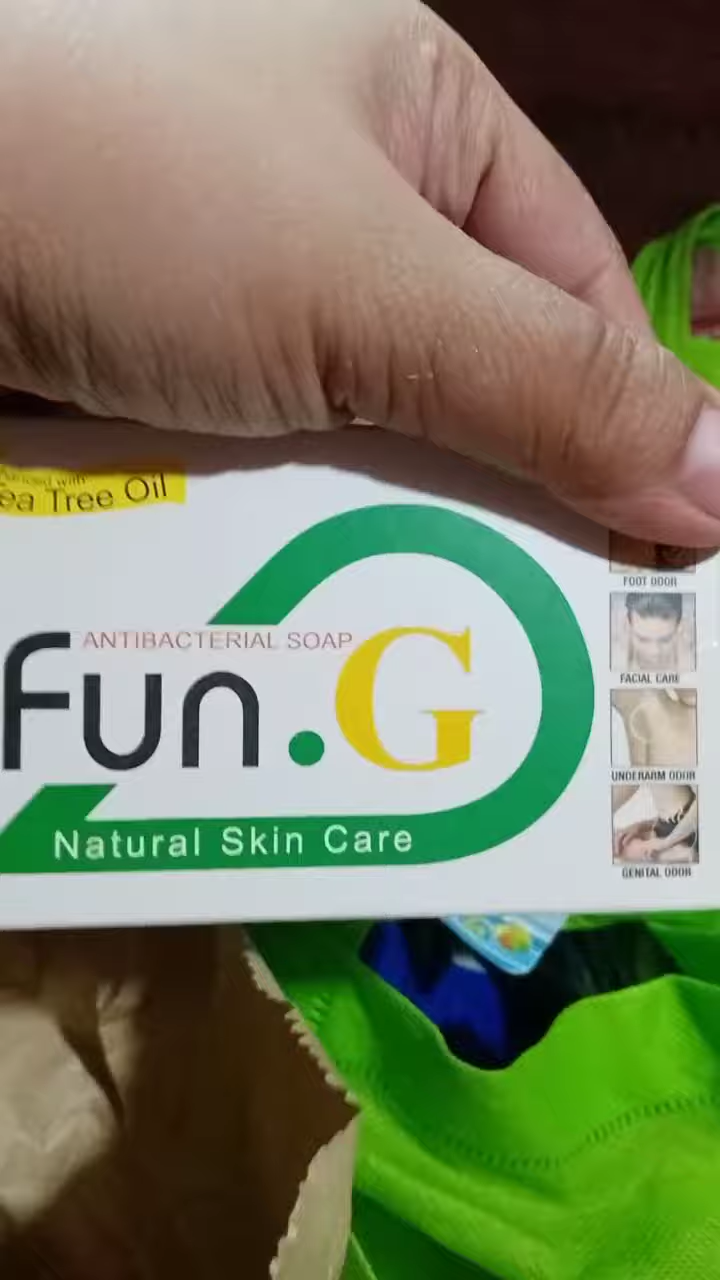 ea Tree Oil
ANTIBACTERIAL SOAP
Fun.G
Natural Skin Care
FOOT ODOR
FACIAL CARE
UNDERARM ODOR
GENITAL ODOR